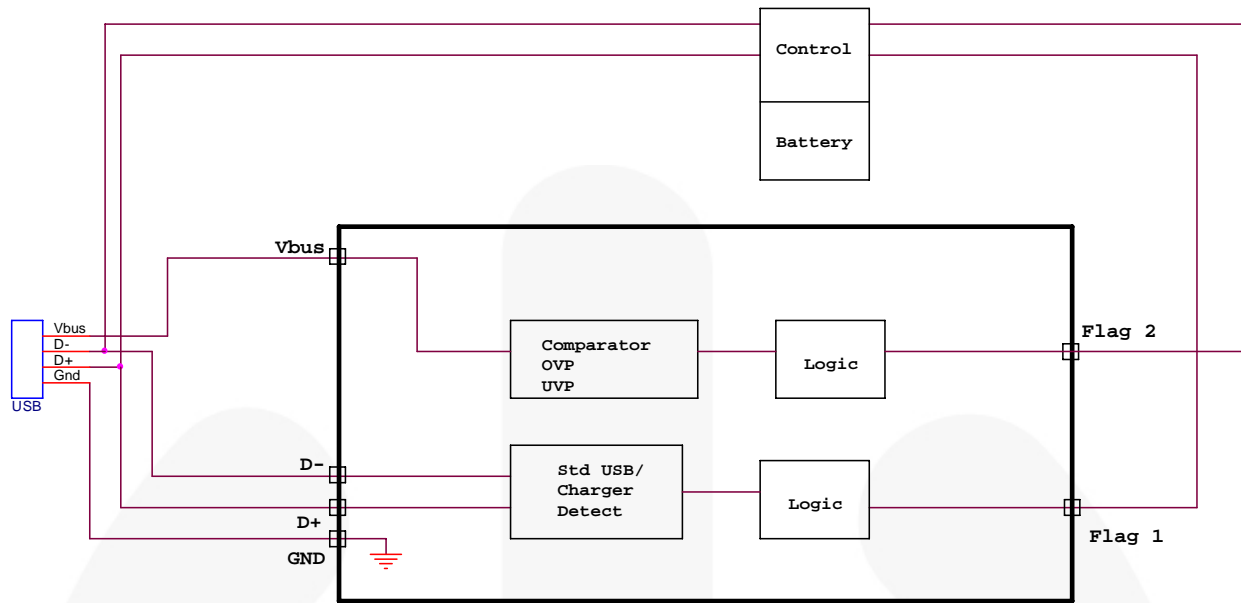 Control
Battery
Vbus
Vbus
D-
D+
Gnd
USB
Comparator
OVP
UVP
Logic
Flag 2
D-
Std USB/
Charger
Detect
Logic
D+
GND
Flag 1